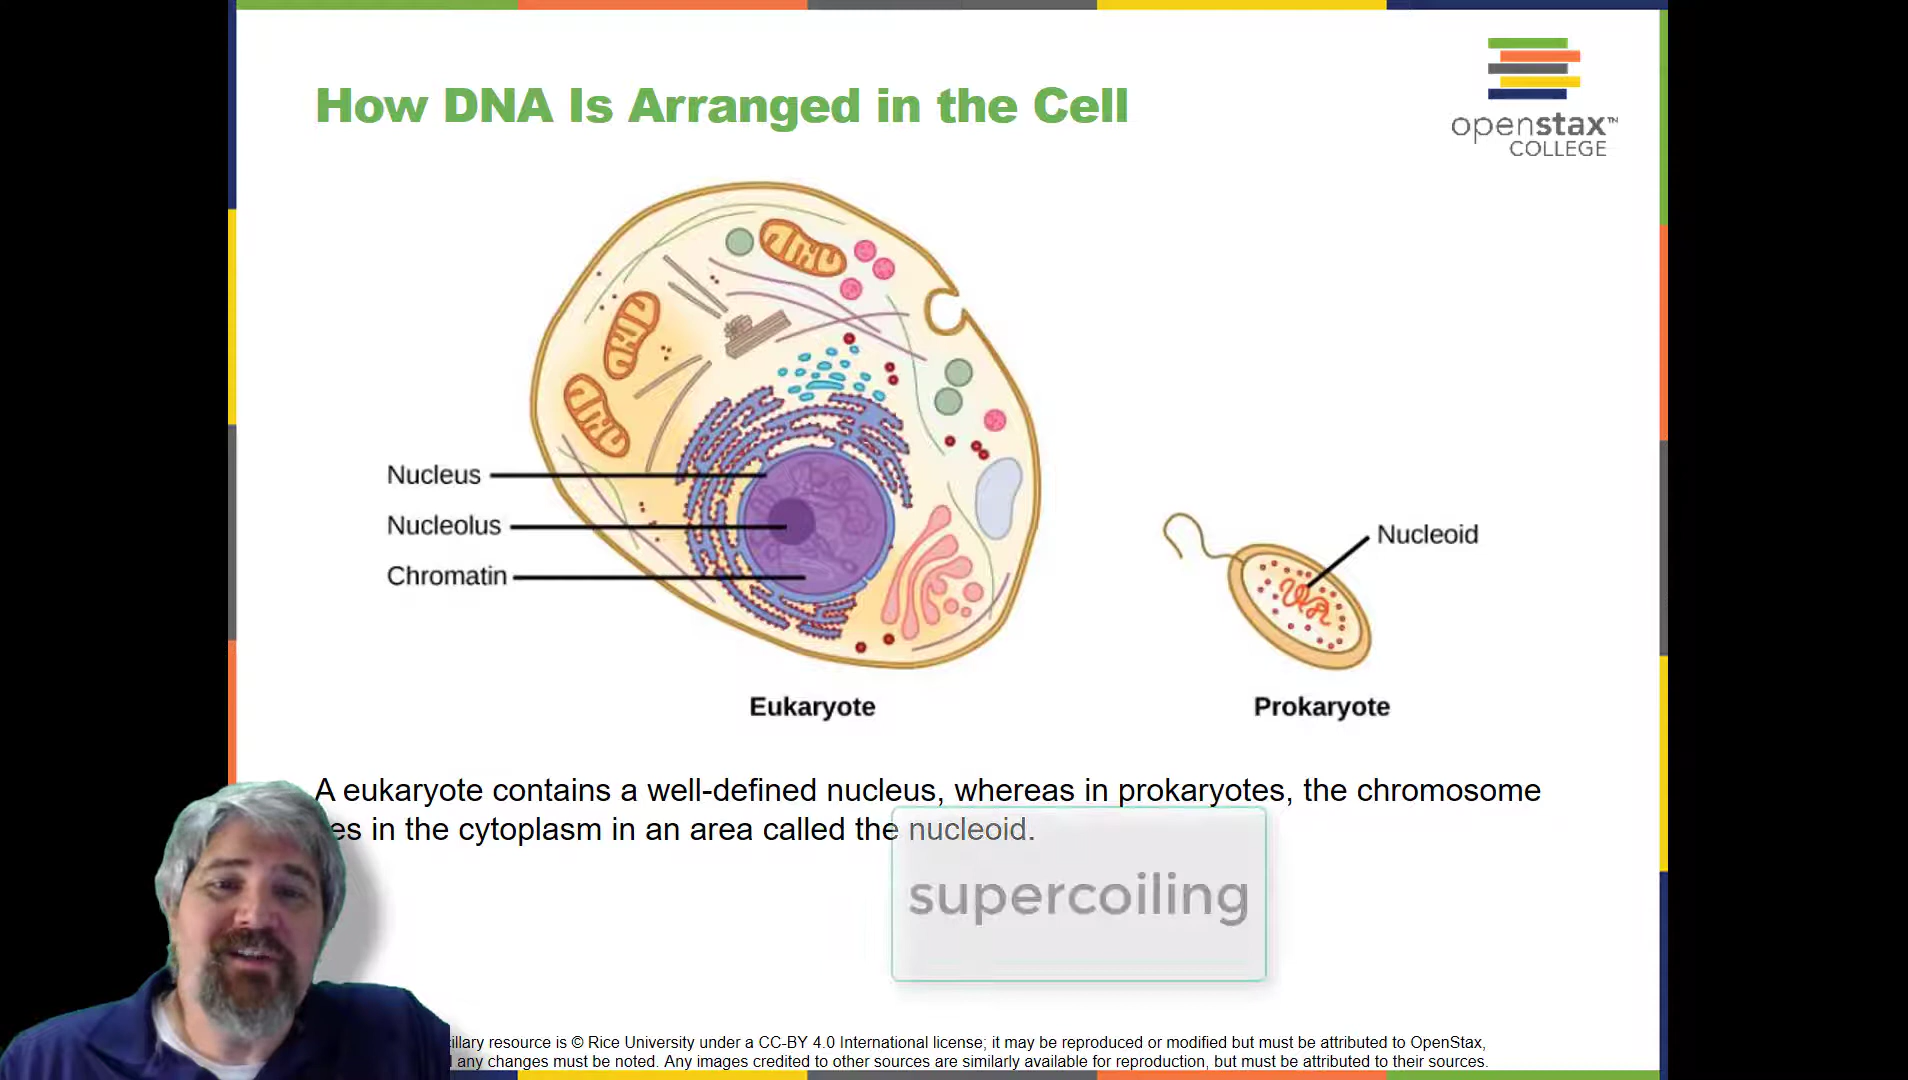 How DNA Is Arranged in the Cell
openstax™
COLLEGE
Nucleus
Nucleolus
Chromatin
Nucleoid
Eukaryote
Prokaryote
A eukaryote contains a well-defined nucleus, whereas in prokaryotes, the chromosome
es in the cytoplasm in an area called the nucleoid.
supercoiling
illary resource is © Rice University under a CC-BY 4.0 International license; it may be reproduced or modified but must be attributed to OpenStax,
any changes must be noted. Any images credited to other sources are similarly available for reproduction, but must be attributed to their sources.